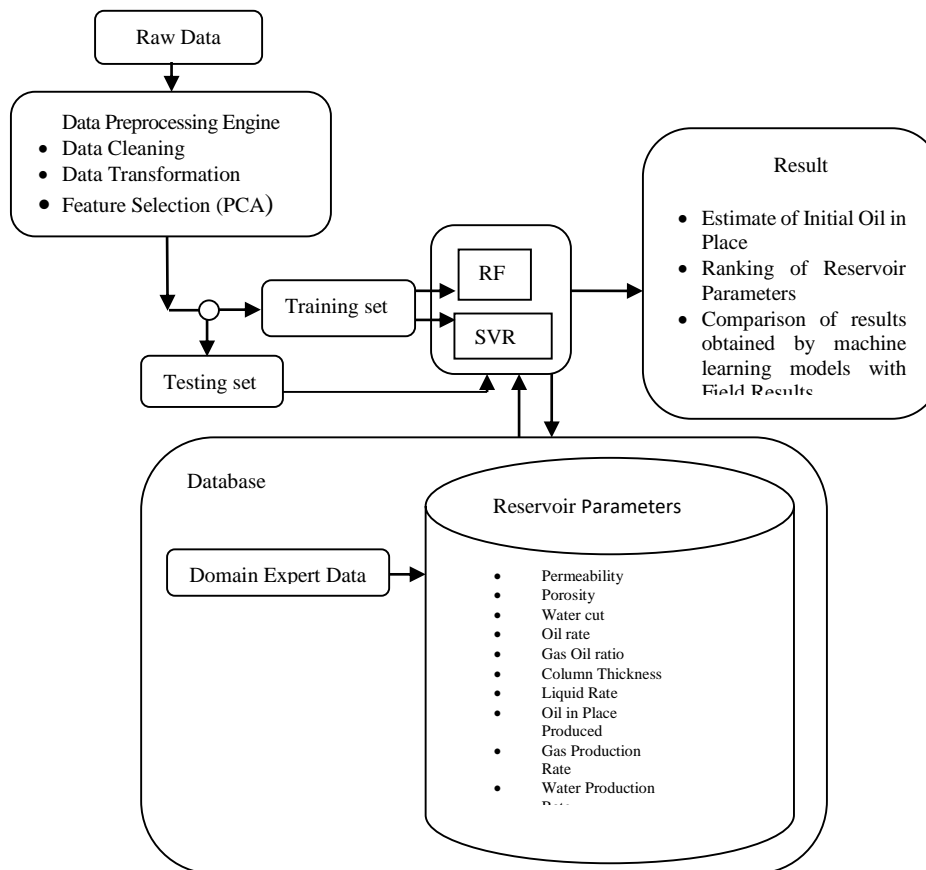 Raw Data
Data Preprocessing Engine
• Data Cleaning
• Data Transformation
• Feature Selection (PCA)
Training set
Testing set
RF
SVR
Result
• Estimate of Initial Oil in
Place
• Ranking of Reservoir
Parameters
• Comparison of results
obtained by machine
learning models with
Field Results
Database
Domain Expert Data
Reservoir Parameters
• Permeability
• Porosity
• Water cut
• Oil rate
• Gas Oil ratio
• Column Thickness
• Liquid Rate
• Oil in Place
Produced
• Gas Production
Rate
• Water Production
Rate